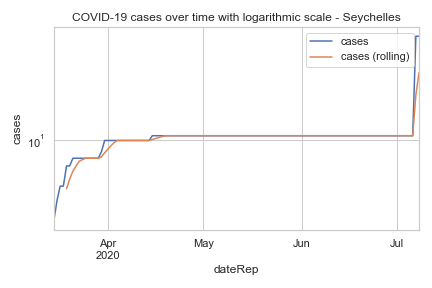 COVID-19 cases over time with logarithmic scale - Seychelles
cases
cases (rolling)
cases
10¹
Apr
2020
May
Jun
Jul
dateRep